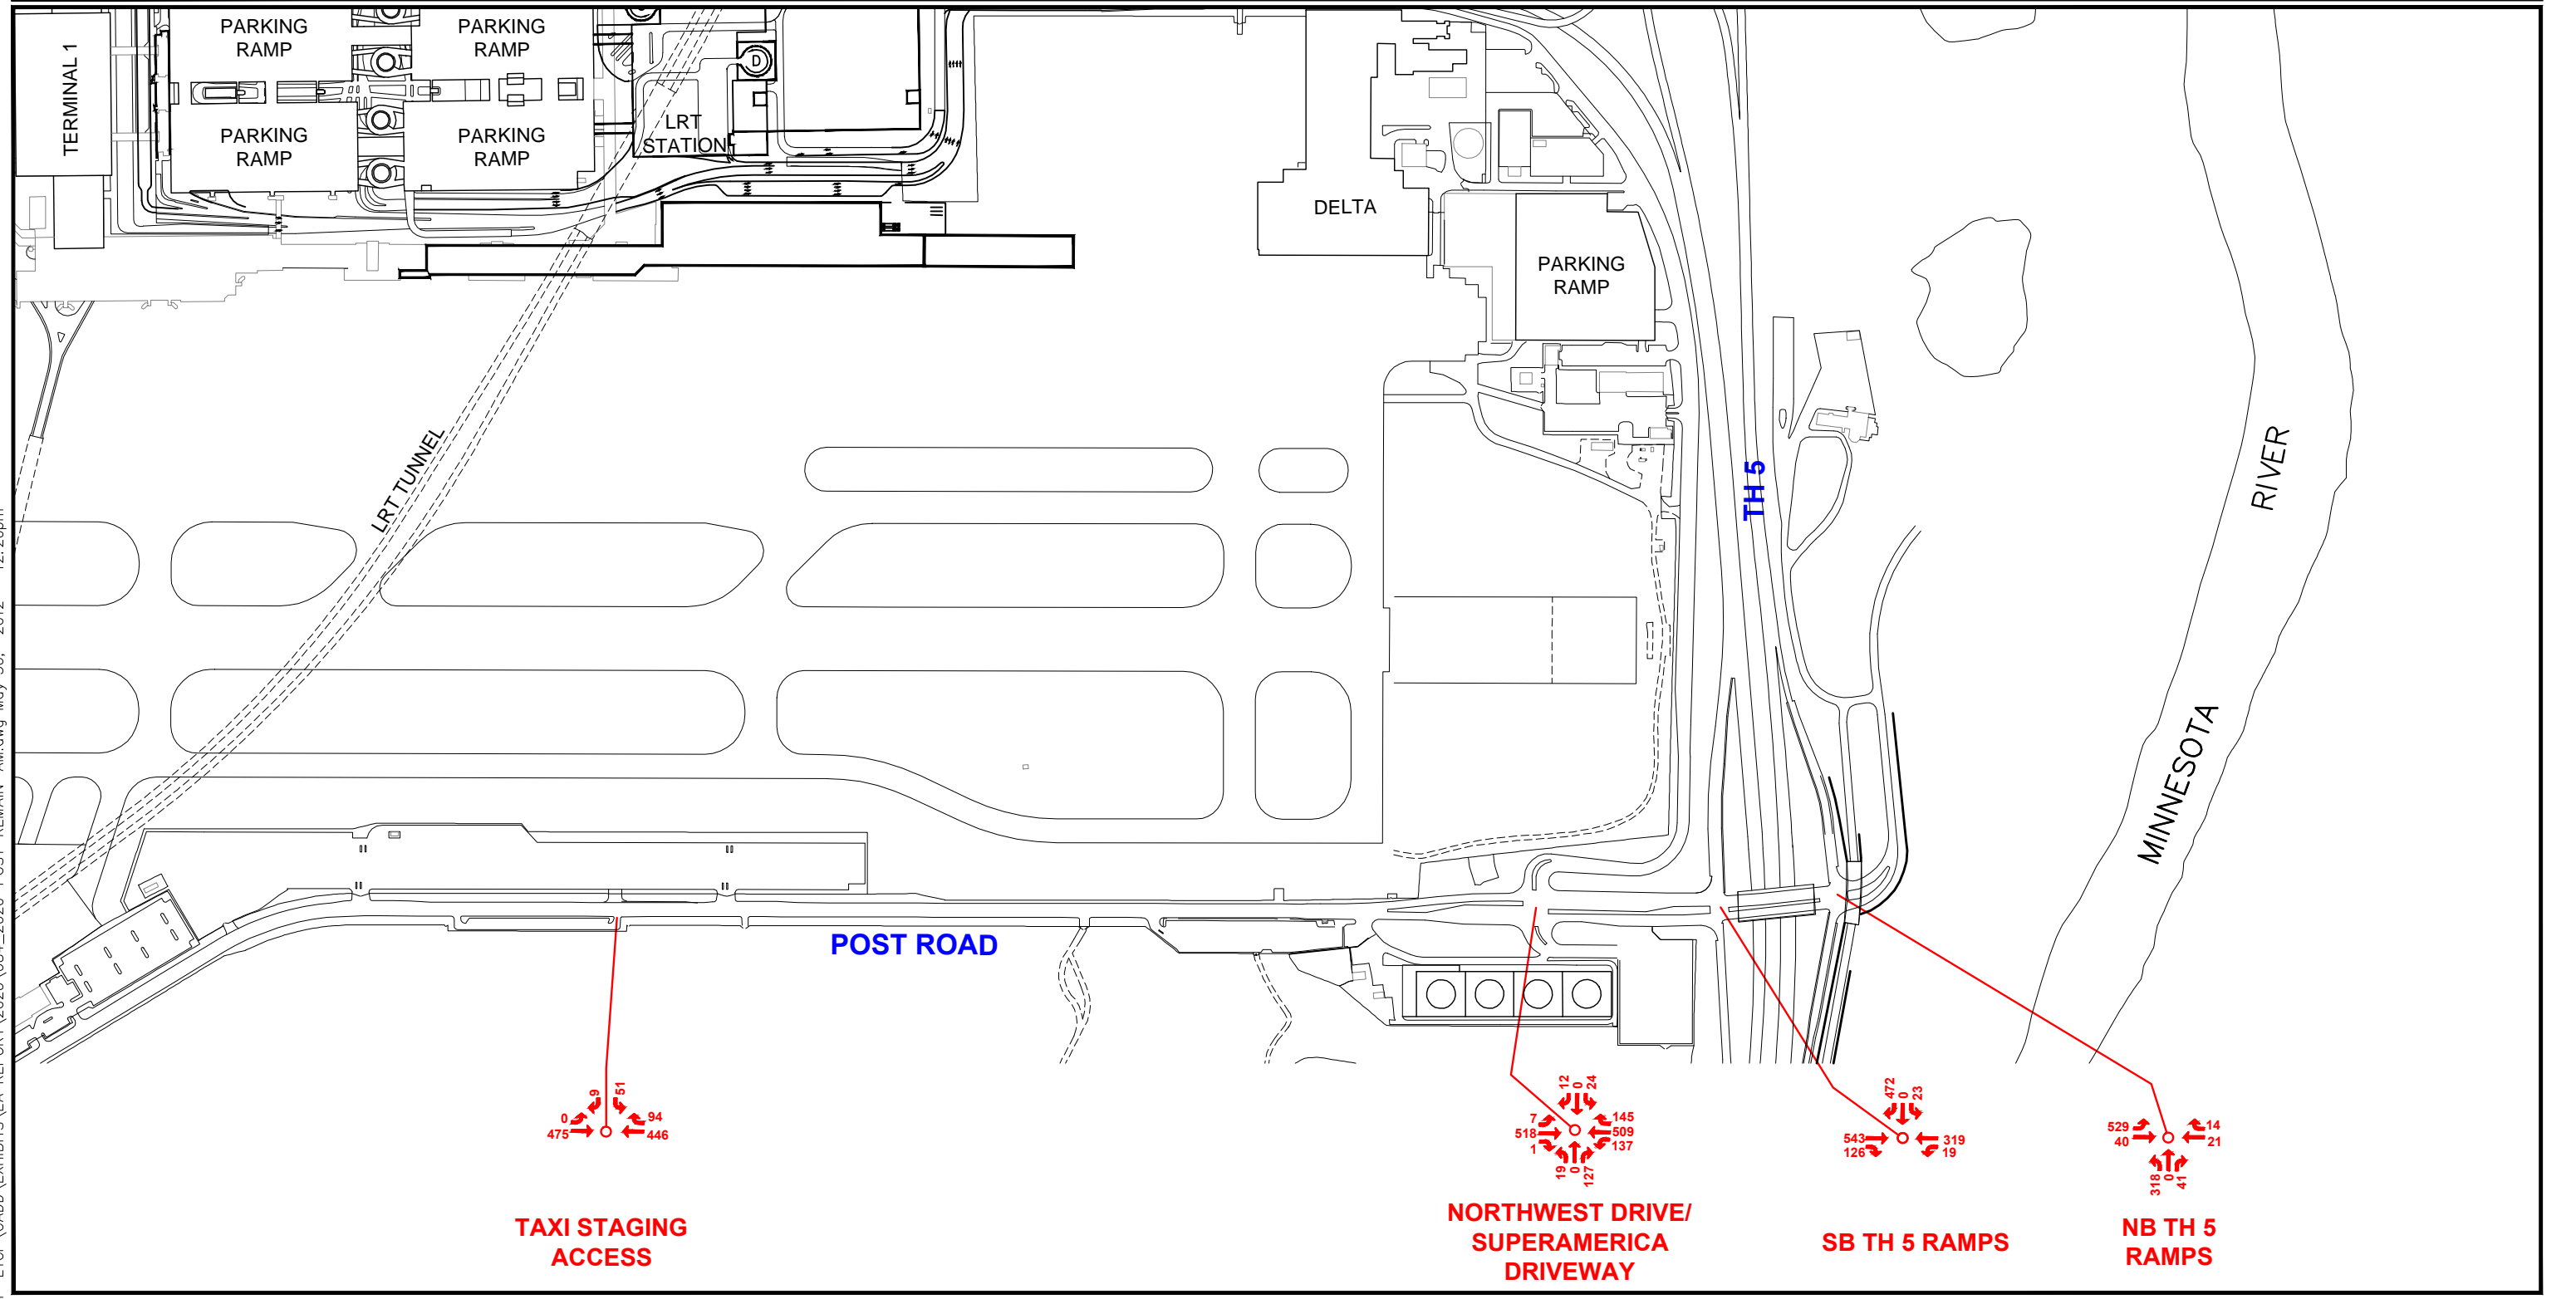 PARKING
RAMP
PARKING
RAMP
TERMINAL 1
D
PARKING
RAMP
PARKING
RAMP
LRT
STATION
DELTA
PARKING
RAMP
LRT TUNNEL
TH 5
RIVER
MINNESOTA
POST ROAD
9
51
0
94
475
446
12
0
24
7
145
518
509
1
137
19
0
127
472
0
23
543
319
126
19
529
14
40
21
318
0
41
TAXI STAGING
ACCESS
NORTHWEST DRIVE/
SUPERAMERICA
DRIVEWAY
SB TH 5 RAMPS
NB TH 5
RAMPS